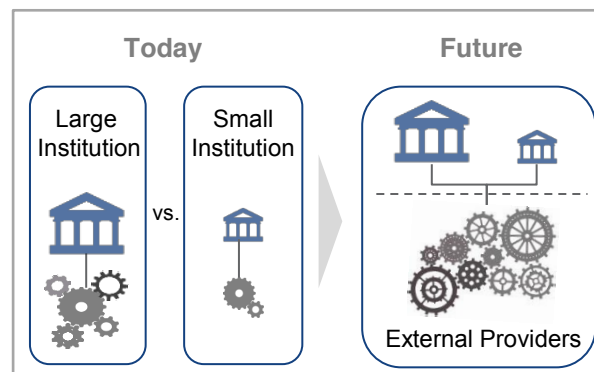 Today
Future
Large
Institution
vs.
Small
Institution
External Providers